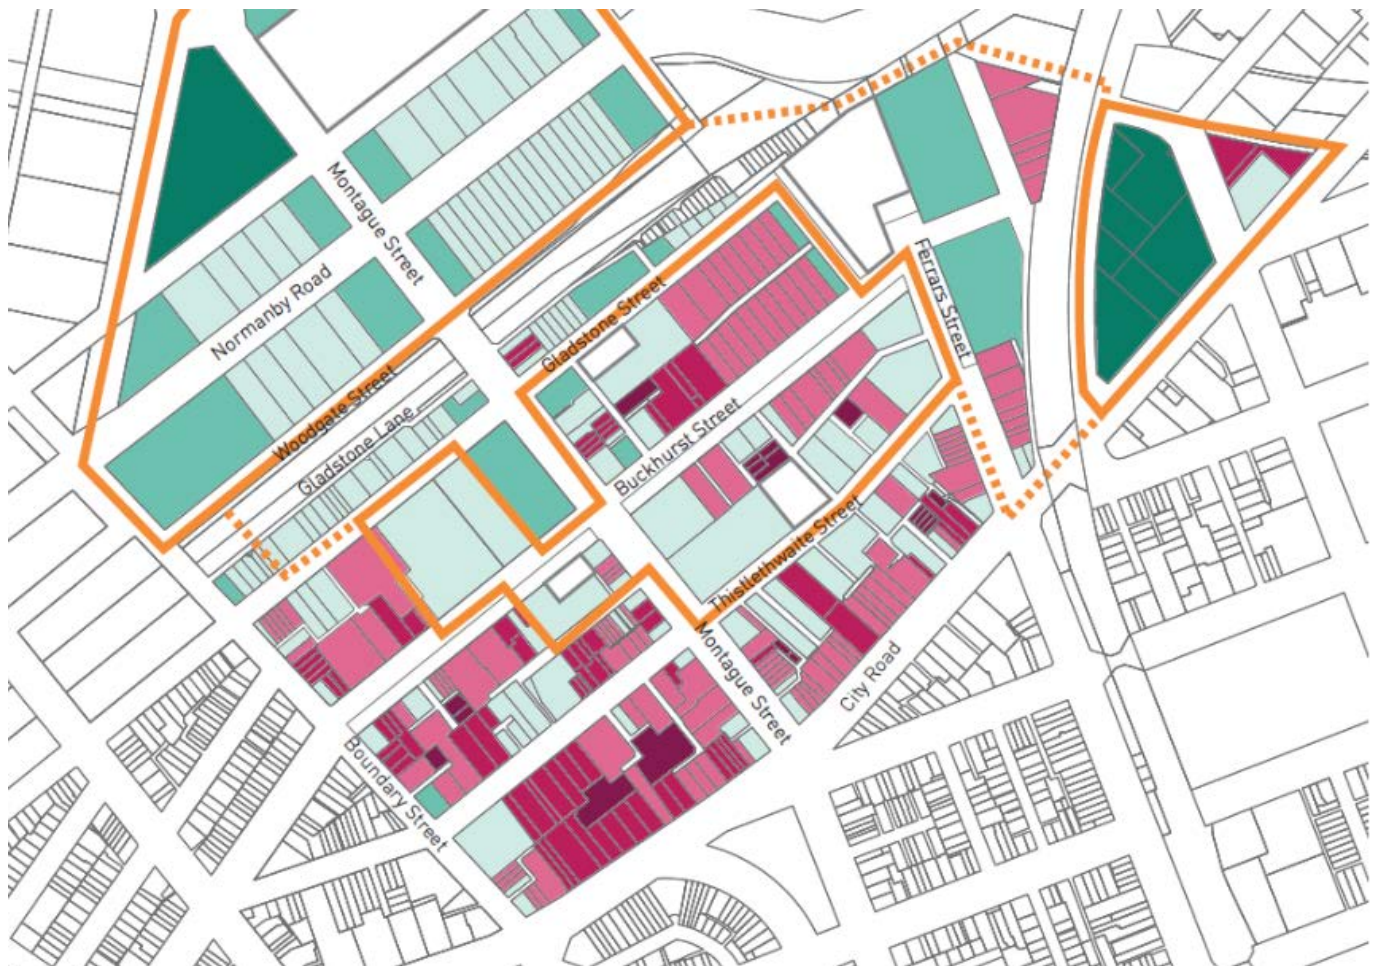 Montague Street
Normanby Road
Ferrars Street
Gladstone Street
Woodgate Street
Gladstone Lane
Buckhurst Street
Thistlethwaite Street
Montague Street
City Road
Boundary Street